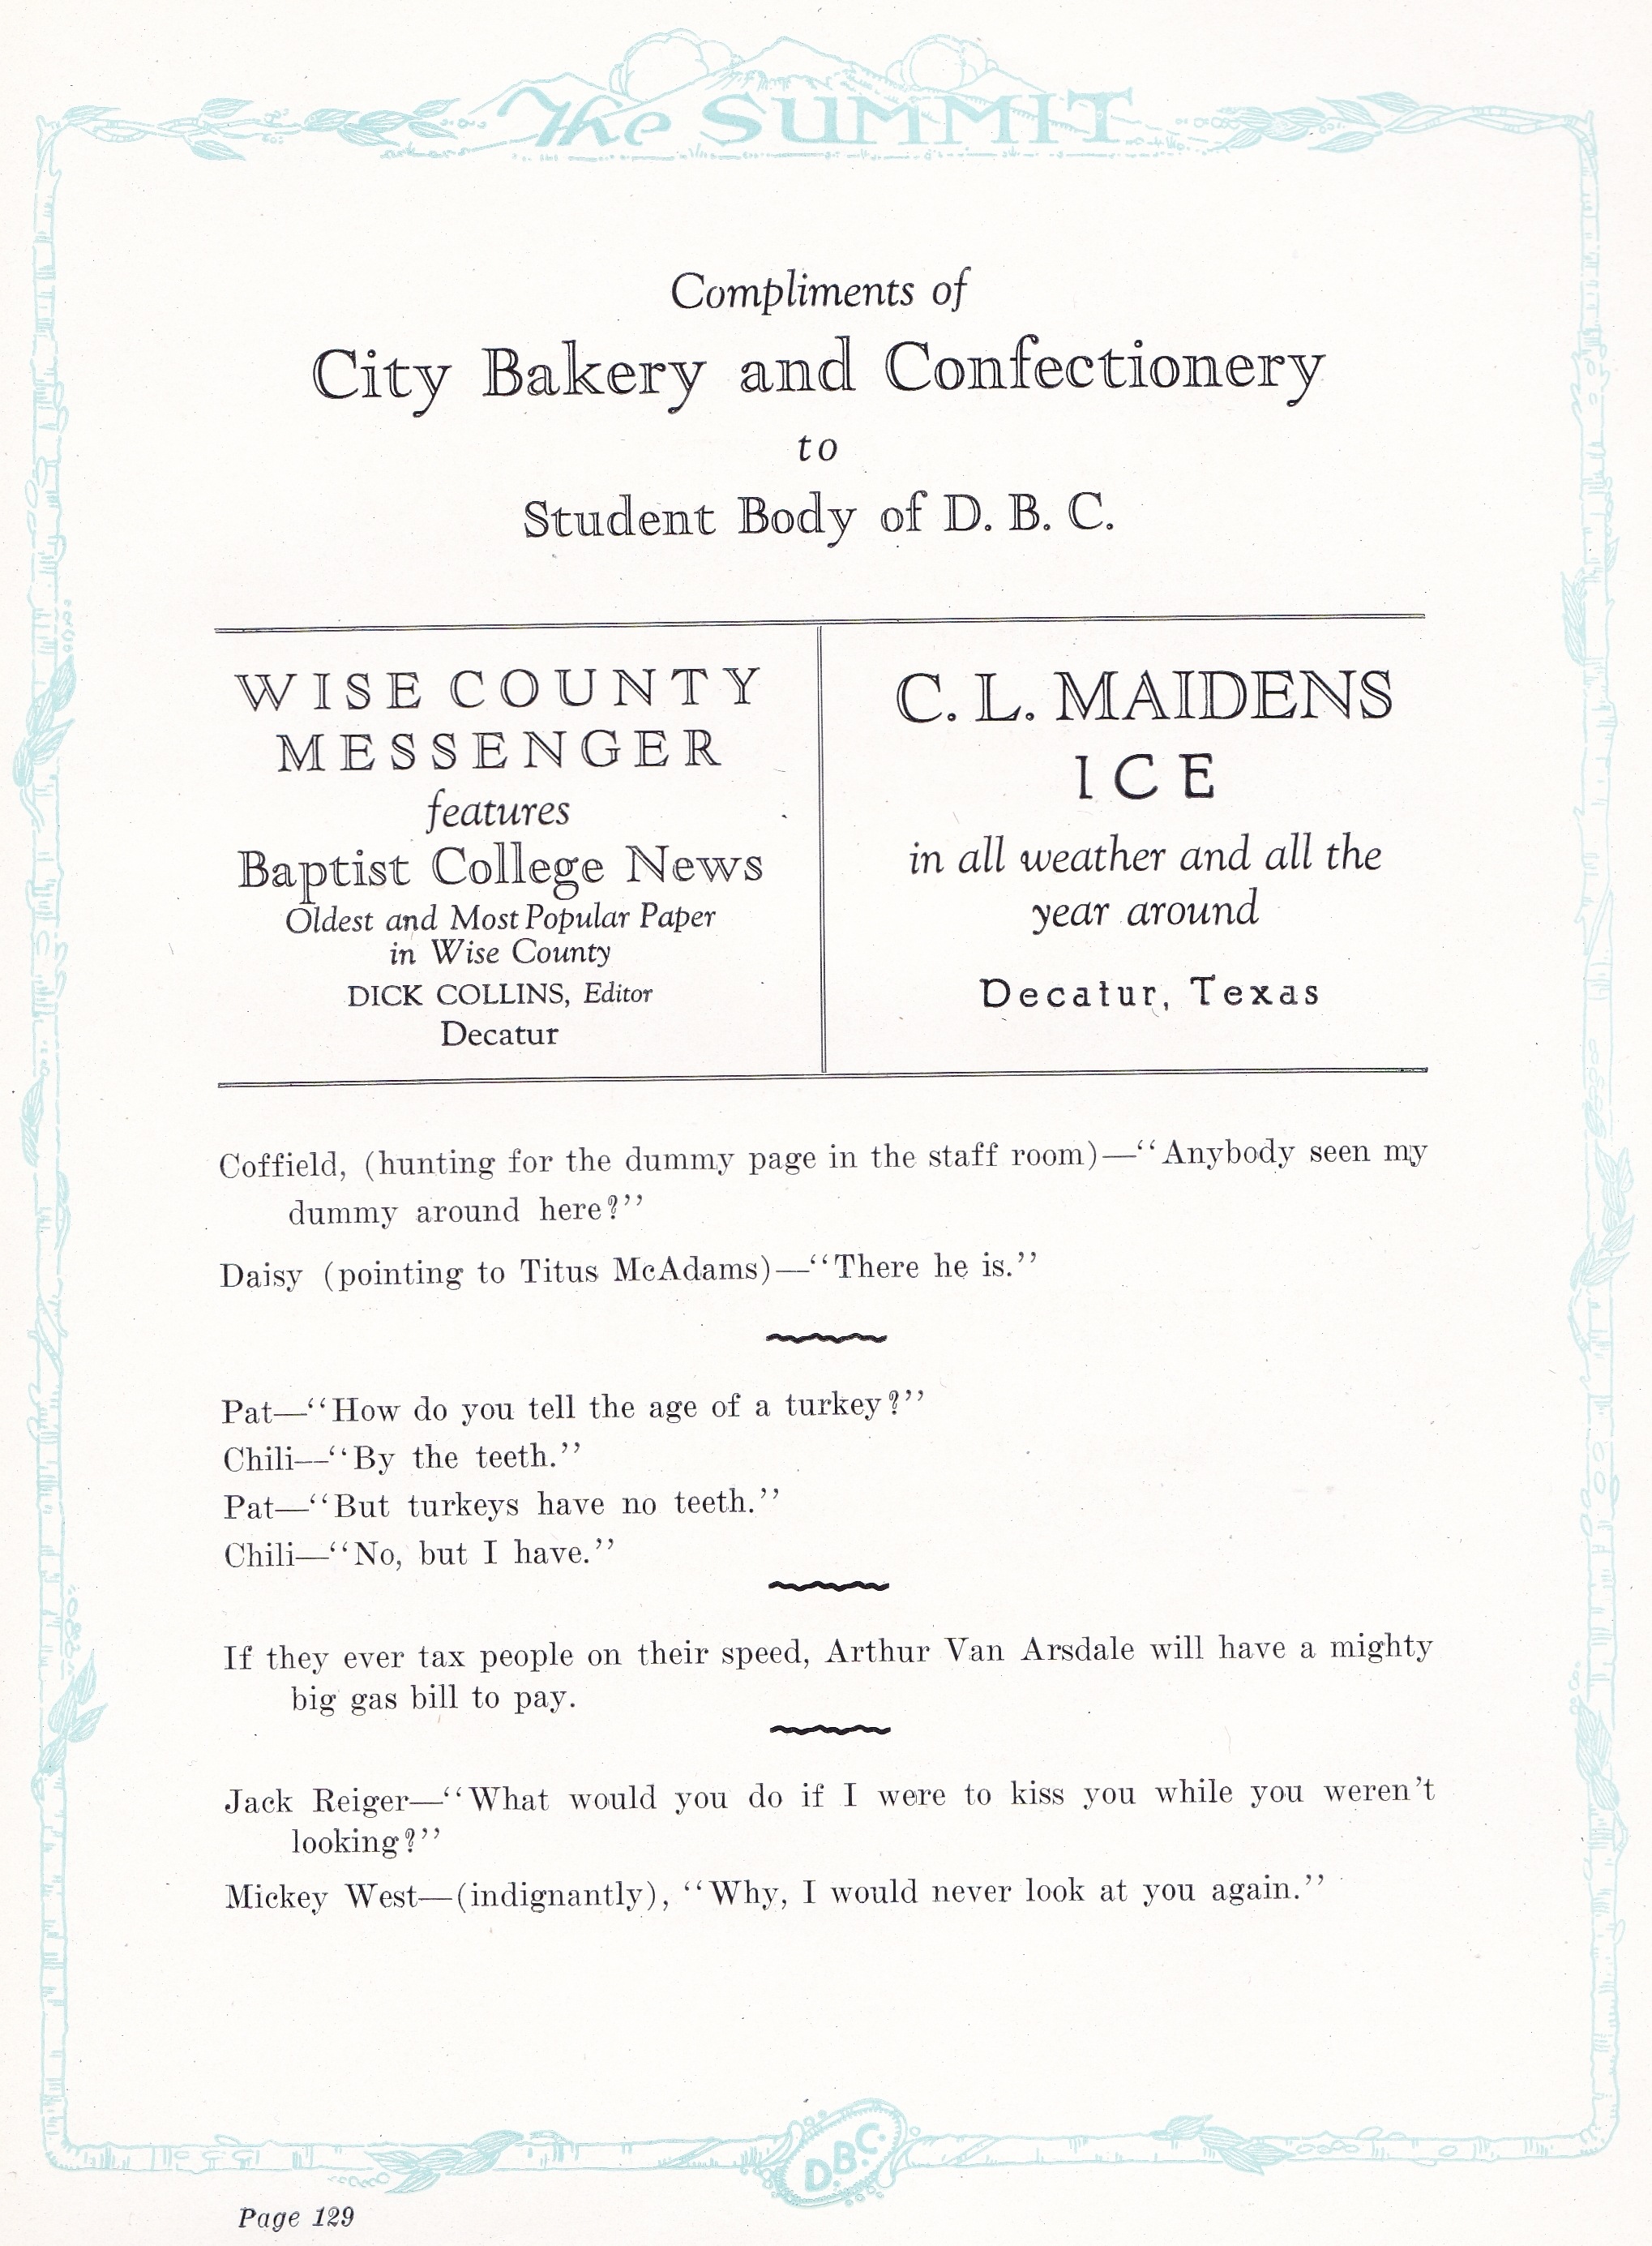 The SUMMIT
Compliments of
City Bakery and Confectionery
to
Student Body of D. B. C.
WISE COUNTY
MESSENGER
features
Baptist College News
Oldest and Most Popular Paper
in Wise County
DICK COLLINS, Editor
Decatur
C. L. MAIDENS
ICE
in all weather and all the
year around
Decatur, Texas
Coffield, (hunting for the dummy page in the staff room)—“Anybody seen my
dummy around here?”
Daisy (pointing to Titus McAdams)—“There he is.”
Pat—“How do you tell the age of a turkey?”
Chili—“By the teeth.”
Pat—“But turkeys have no teeth.”
Chili—“No, but I have.”
If they ever tax people on their speed, Arthur Van Arsdale will have a mighty
big gas bill to pay.
Jack Reiger—“What would you do if I were to kiss you while you weren’t
looking?”
Mickey West—(indignantly), “Why, I would never look at you again.”
D.B.C.
Page 129